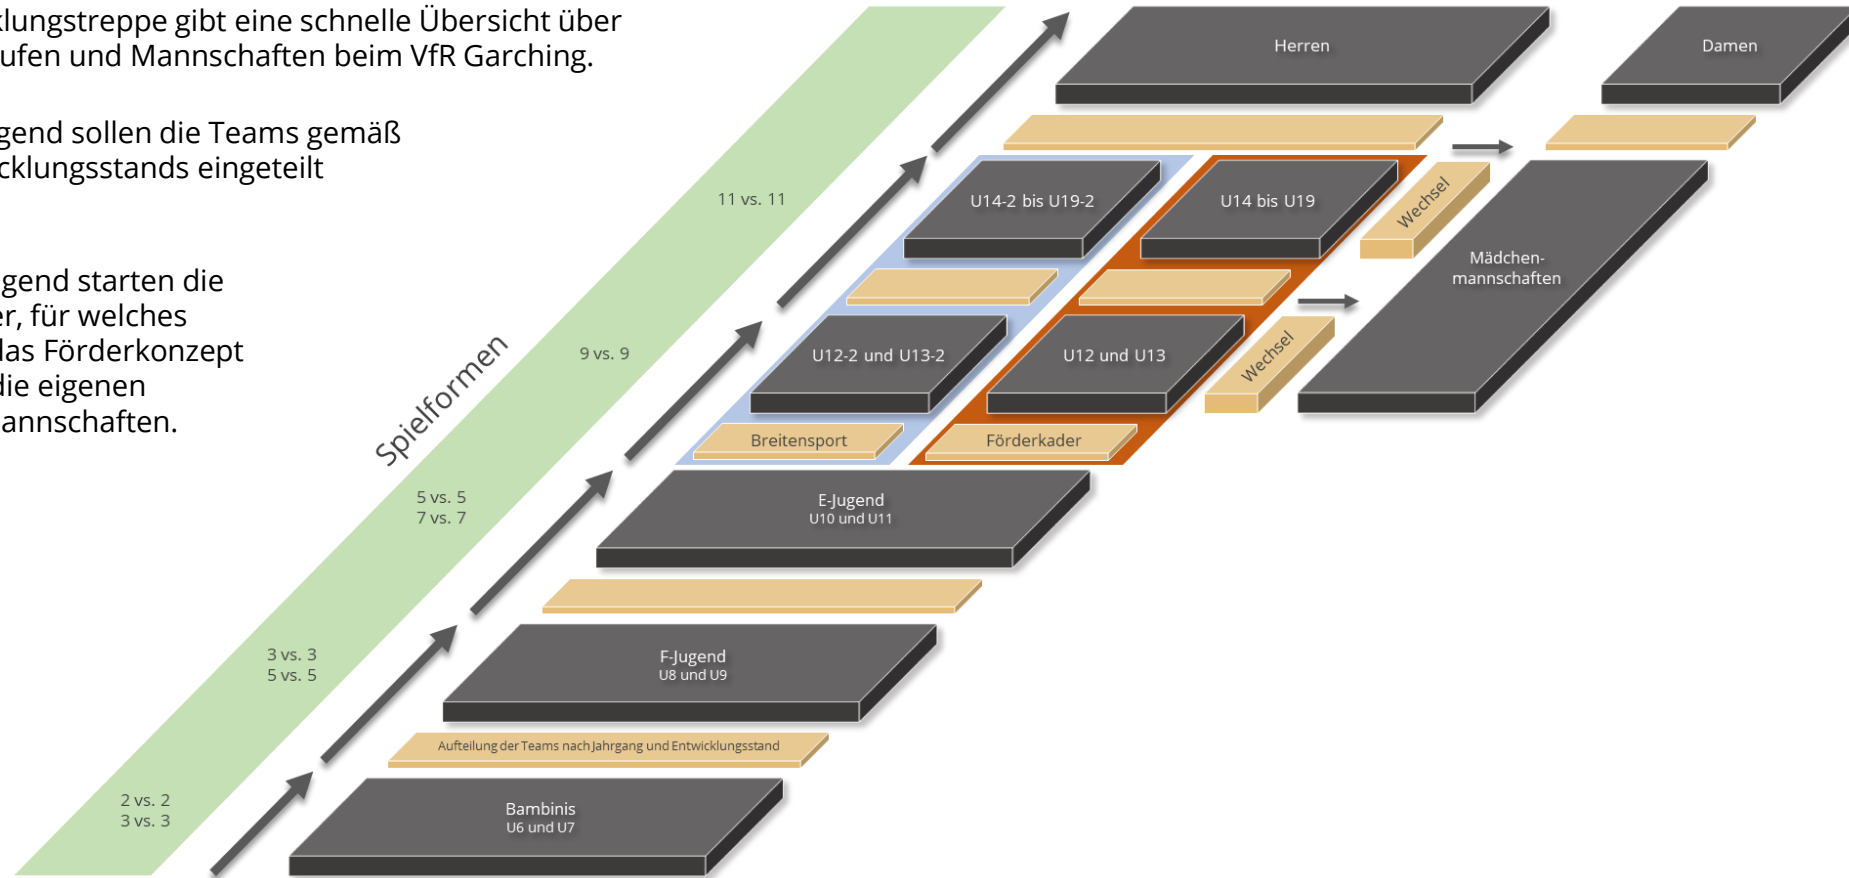 klungstreppe gibt eine schnelle Übersicht über
ufen und Mannschaften beim VfR Garching.
gend sollen die Teams gemäß
icklungsstands eingeteilt
gend starten die
er, für welches
das Förderkonzept
die eigenen
annschaften.
Spielformen
11 vs. 11
9 vs. 9
5 vs. 5
7 vs. 7
3 vs. 3
5 vs. 5
2 vs. 2
3 vs. 3
Herren
Damen
U14-2 bis U19-2
U14 bis U19
Wechsel
Mädchen-
mannschaften
U12-2 und U13-2
U12 und U13
Wechsel
Breitensport
Förderkader
E-Jugend
U10 und U11
F-Jugend
U8 und U9
Aufteilung der Teams nach Jahrgang und Entwicklungsstand
Bambinis
U6 und U7